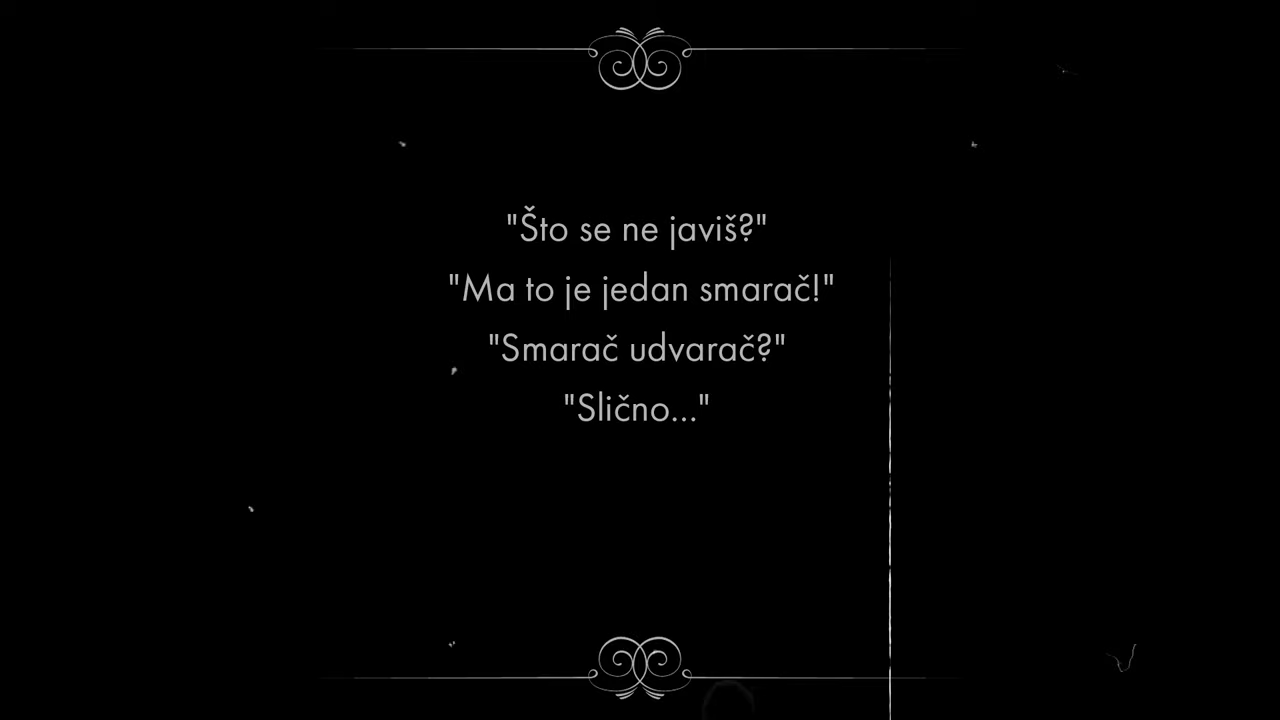 "Što se ne javiš?"
"Ma to je jedan smarač!"
"Smarač udvarač?"
"Slično..."